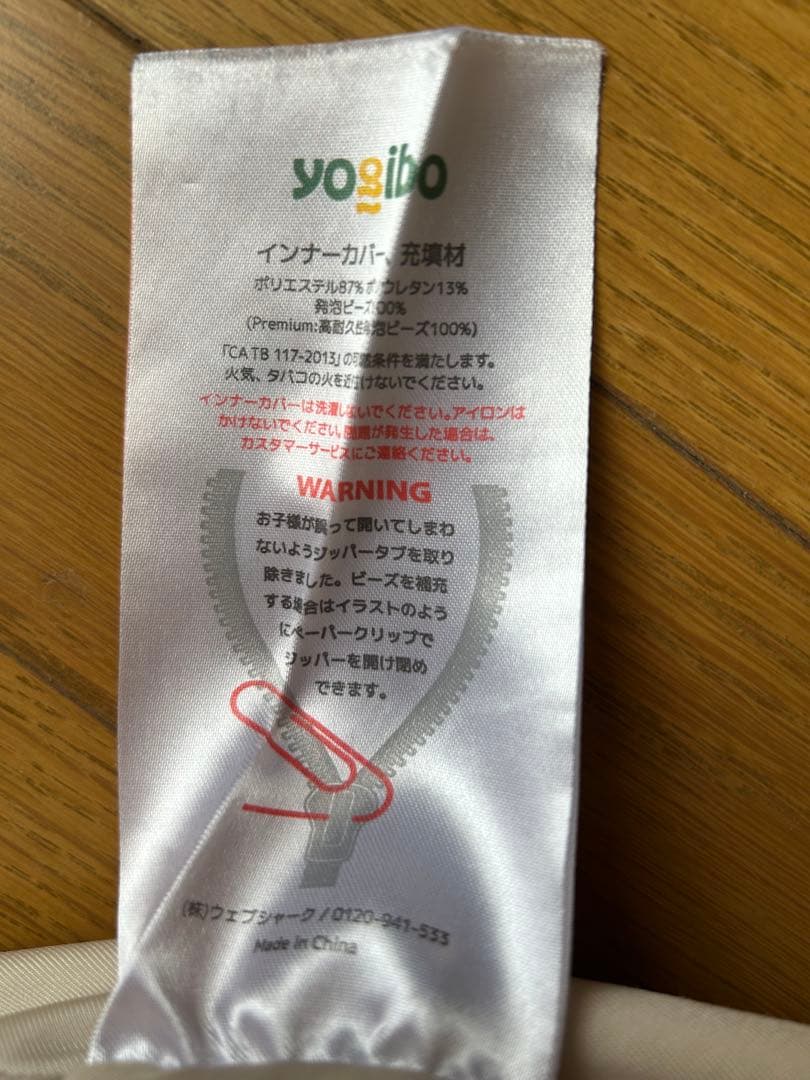 yogibo
インナーカバー、充填材
ポリエステル87% ポリウレタン13%
発泡ビーズ100%
(Premium:高耐久性発泡ビーズ100%)
「CA TB 117-2013」の可燃条件を満たします。
火気、タバコの火を近付けないでください。
インナーカバーは洗濯しないでください。アイロンは
かけないでください。問題が発生した場合は、
カスタマーサービスにご連絡ください。
WARNING
お子様が誤って開いてしまわ
ないようジッパータブを取り
除きました。ビーズを補充
する場合はイラストのよう
にペーパークリップで
ジッパーを開け閉め
できます。
(株)ウェブシャーク / 0120-941-533
Made in China